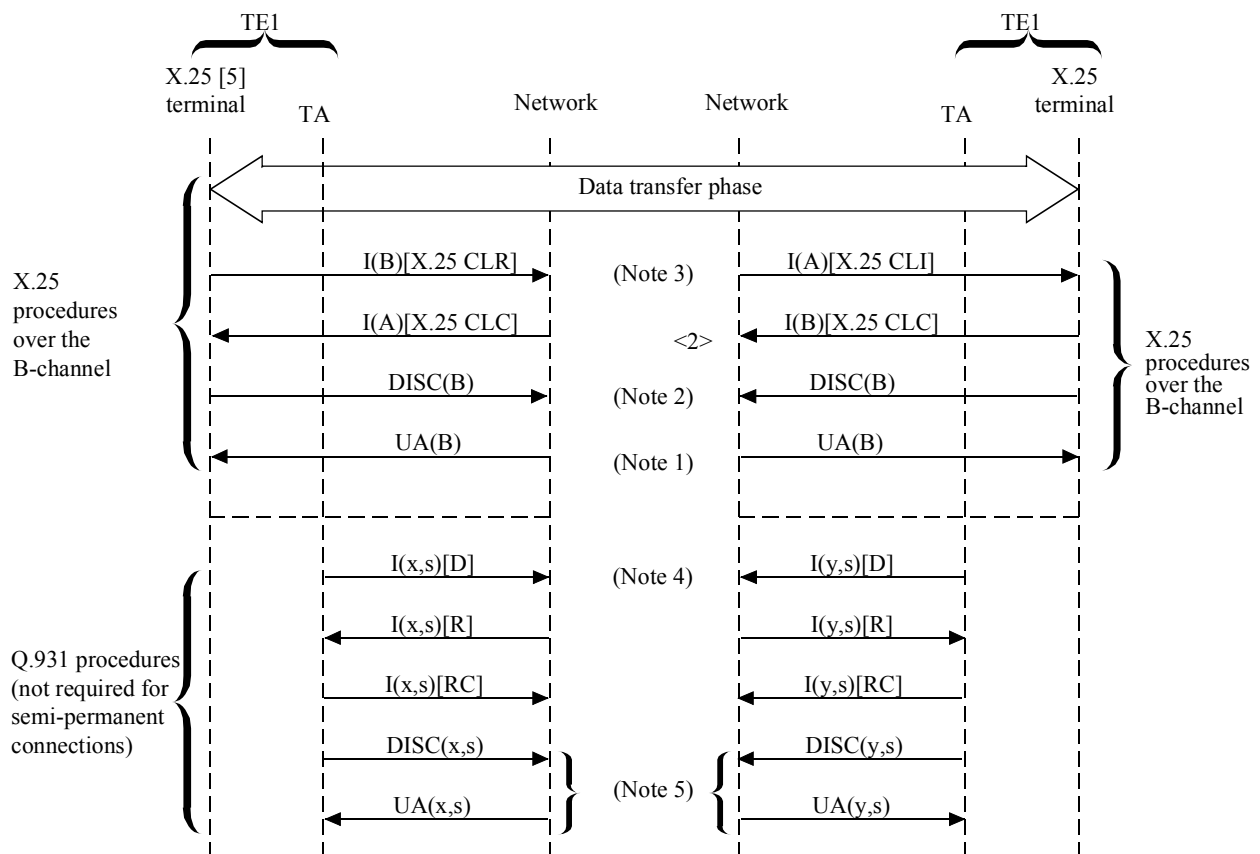 TE1
TE1
X.25 [5]
terminal
TA
Network
Network
TA
X.25
terminal
Data transfer phase
X.25
procedures
over the
B-channel
I(B)[X.25 CLR]
(Note 3)
I(A)[X.25 CLI]
I(A)[X.25 CLC]
<2>
I(B)[X.25 CLC]
DISC(B)
(Note 2)
DISC(B)
UA(B)
(Note 1)
UA(B)
X.25
procedures
over the
B-channel
Q.931 procedures
(not required for
semi-permanent
connections)
I(x,s)[D]
(Note 4)
I(y,s)[D]
I(x,s)[R]
I(y,s)[R]
I(x,s)[RC]
I(y,s)[RC]
DISC(x,s)
DISC(y,s)
(Note 5)
UA(x,s)
UA(y,s)